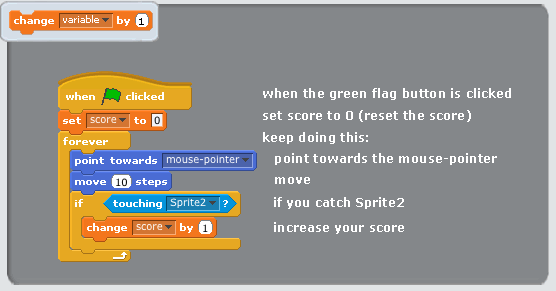 change variable by 1
when clicked
when the green flag button is clicked
set score to 0
set score to 0 (reset the score)
forever
keep doing this:
point towards mouse-pointer
point towards the mouse-pointer
move 10 steps
move
if touching Sprite2 ?
if you catch Sprite2
change score by 1
increase your score